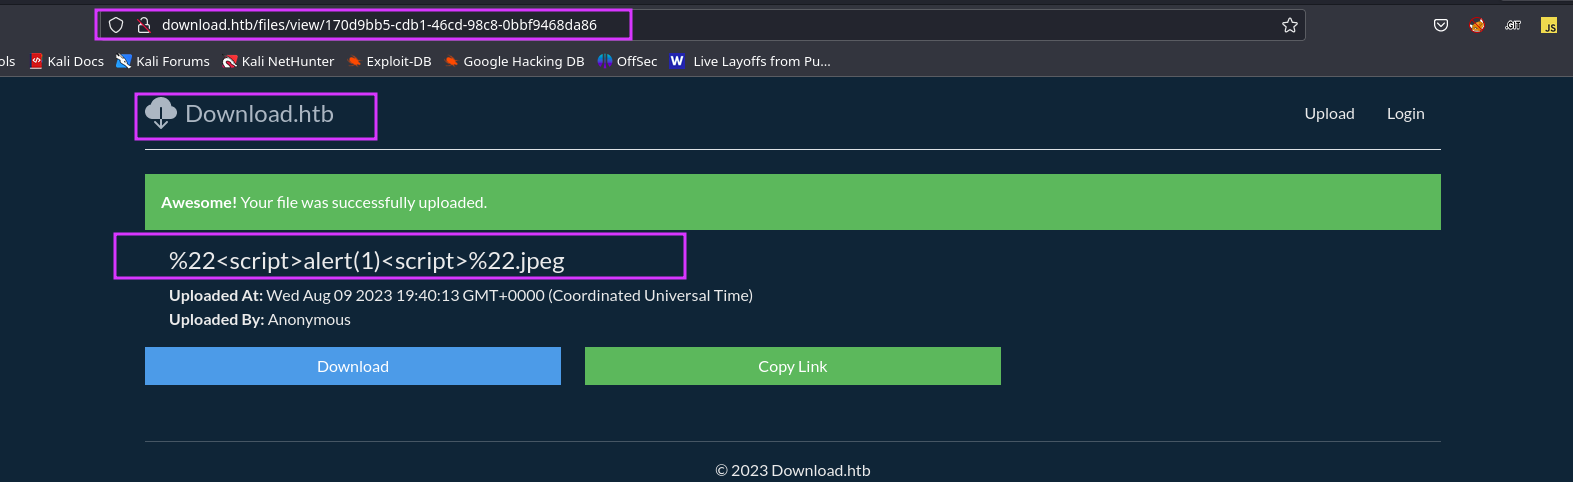 download.htb/files/view/170d9bb5-cdb1-46cd-98c8-0bbf9468da86
ols Kali Docs Kali Forums Kali NetHunter Exploit-DB Google Hacking DB OffSec W Live Layoffs from Pu...
Download.htb Upload Login
Awesome! Your file was successfully uploaded.
%22<script>alert(1)<script>%22.jpeg
Uploaded At: Wed Aug 09 2023 19:40:13 GMT+0000 (Coordinated Universal Time)
Uploaded By: Anonymous
Download Copy Link
© 2023 Download.htb